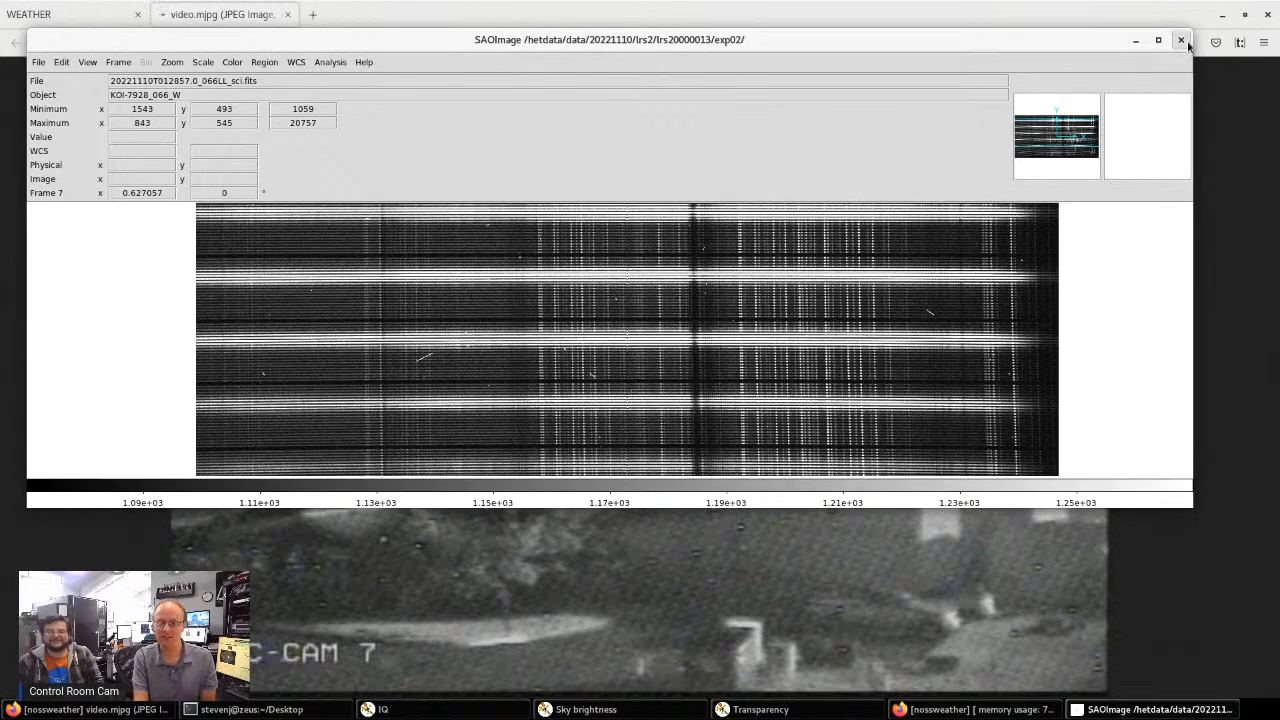 WEATHER
video.mjpg (JPEG Image,
SAOImage /hetdata/data/20221110/lrs2/lrs20000013/exp02/
File Edit View Frame Bin Zoom Scale Color Region WCS Analysis Help
File 20221110T012857.0_066LL_sci.fits
Object KOI-7928_066_W
Minimum x 1543 y 493 1059
Maximum x 843 y 545 20757
Value
WCS
Physical x y
Image x y
Frame 7 x 0.627057 0 °
Y
X
1.09e+03 1.11e+03 1.13e+03 1.15e+03 1.17e+03 1.19e+03 1.21e+03 1.23e+03 1.25e+03
C-CAM 7
Control Room Cam
[nossweather] video.mjpg (JPEG I... stevenj@zeus:~/Desktop IQ Sky brightness Transparency [nossweather] [ memory usage: 7... SAOImage /hetdata/data/202211...